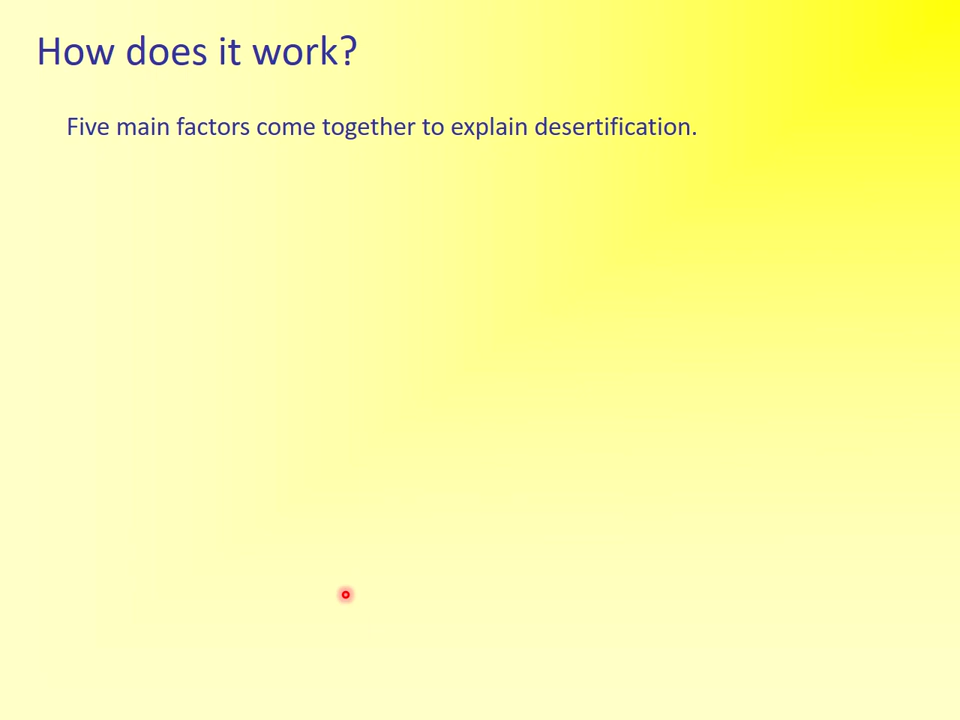 How does it work?
Five main factors come together to explain desertification.